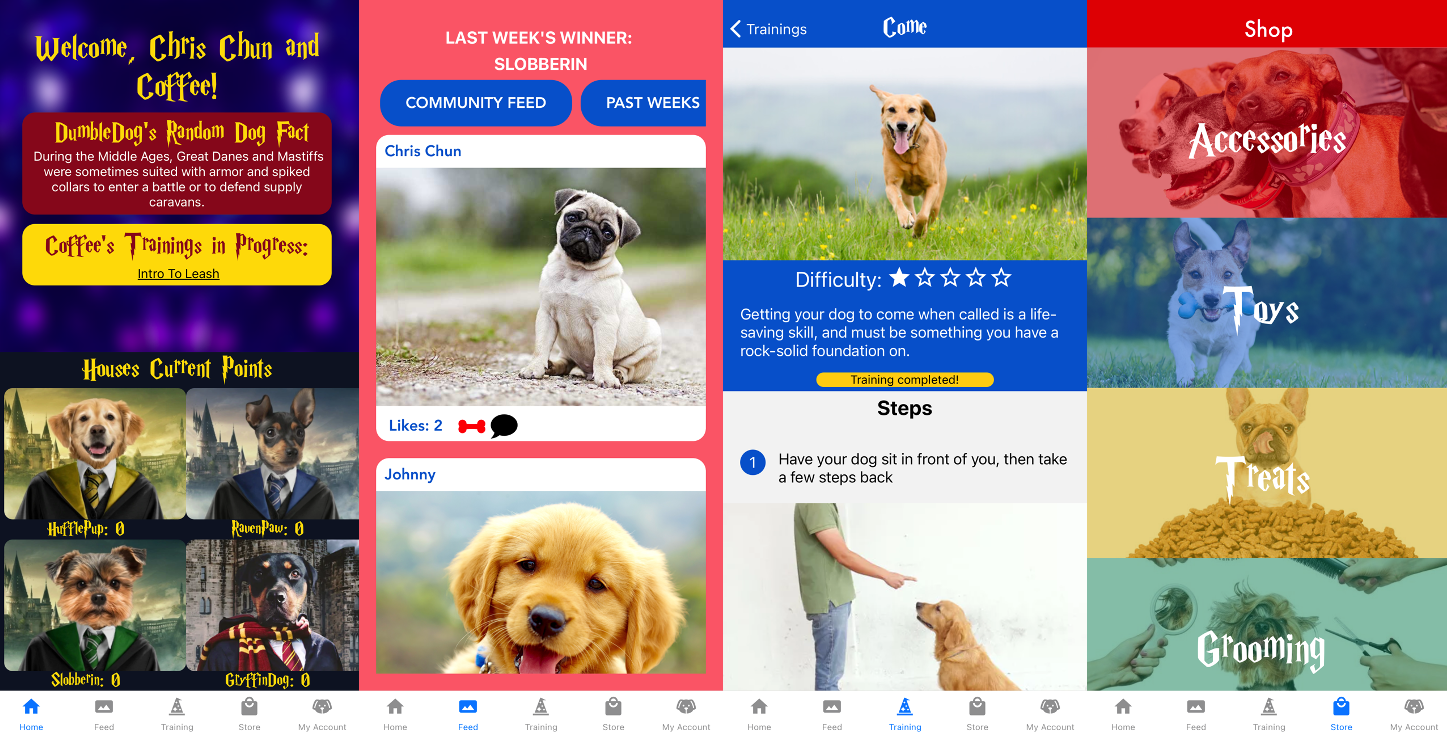 Welcome, Chris Chun and
Coffee!
DumbleDog's Random Dog Fact
During the Middle Ages, Great Danes and Mastiffs
were sometimes suited with armor and spiked
collars to enter a battle or to defend supply
caravans.
Coffee's Trainings in Progress:
Intro To Leash
Houses Current Points
HufflePup: 0
RavenPaw: 0
Slobberin: 0
GryffinDog: 0
Home
Feed
Training
Store
My Account
LAST WEEK'S WINNER:
SLOBBERIN
COMMUNITY FEED
PAST WEEKS
Chris Chun
Likes: 2
Johnny
Home
Feed
Training
Store
My Account
Trainings
Come
Difficulty:
Getting your dog to come when called is a life-
saving skill, and must be something you have a
rock-solid foundation on.
Training completed!
Steps
1
Have your dog sit in front of you, then take
a few steps back
Home
Feed
Training
Store
My Account
Shop
Accessories
Toys
Treats
Grooming
Home
Feed
Training
Store
My Account